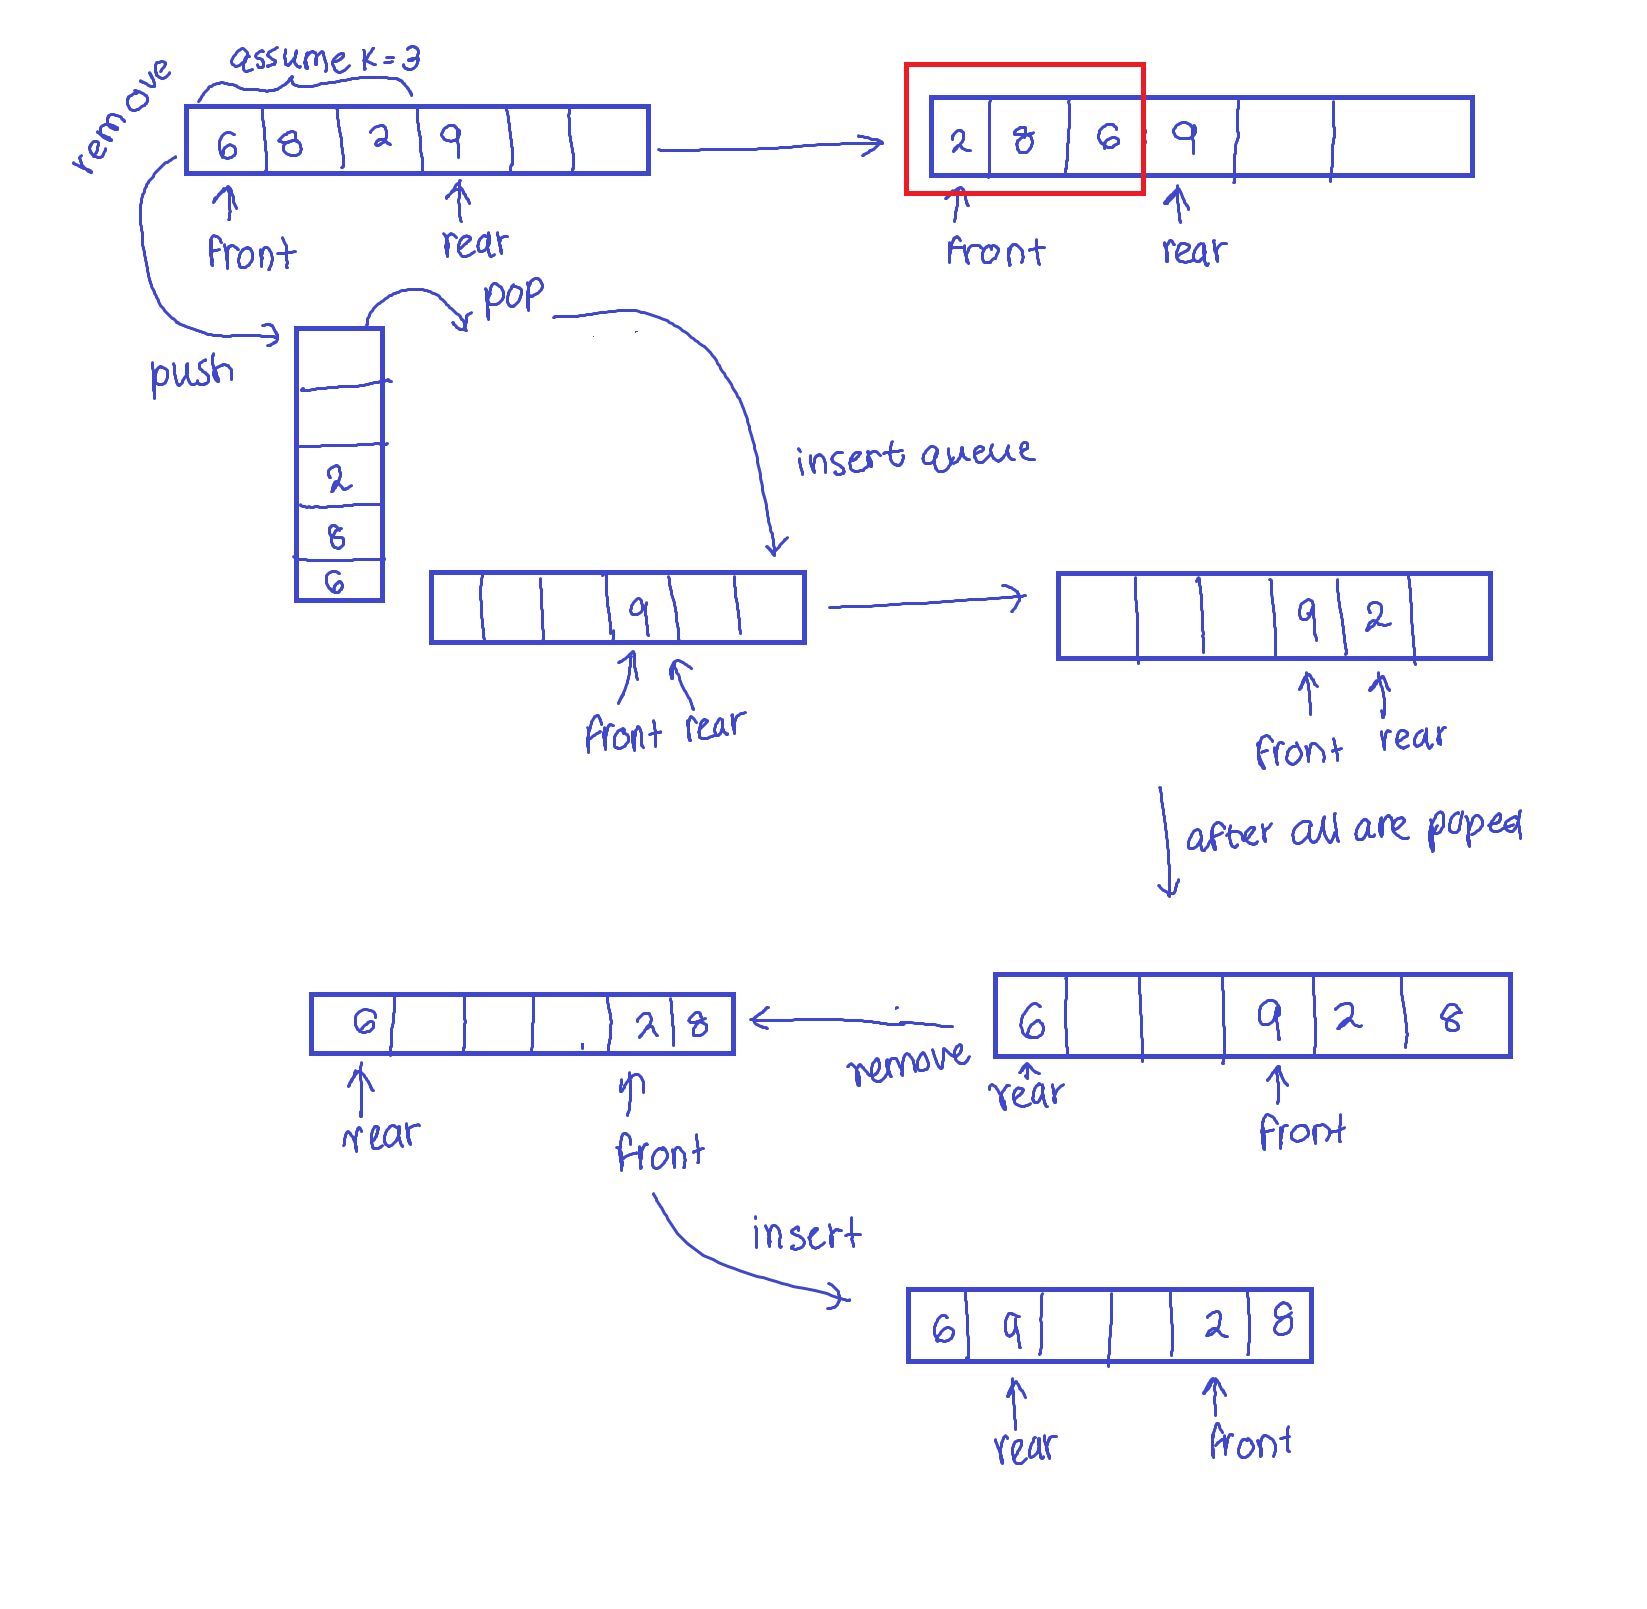 remove
assume K=3
6 8 2 9
front
rear
2 8 6 9
front
rear
push
pop
2
8
6
insert queue
9
front rear
9 2
front rear
after all are poped
6 9 2 8
rear
front
remove
6 2 8
rear
front
insert
6 9 2 8
rear
front